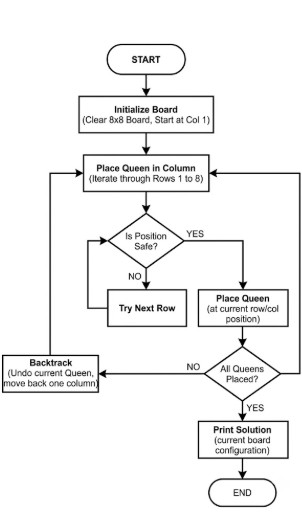 START
Initialize Board
(Clear 8x8 Board, Start at Col 1)
Place Queen in Column
(Iterate through Rows 1 to 8)
Is Position
Safe?
YES
NO
Try Next Row
Place Queen
(at current row/col
position)
Backtrack
(Undo current Queen,
move back one column)
NO
All Queens
Placed?
YES
Print Solution
(current board
configuration)
END